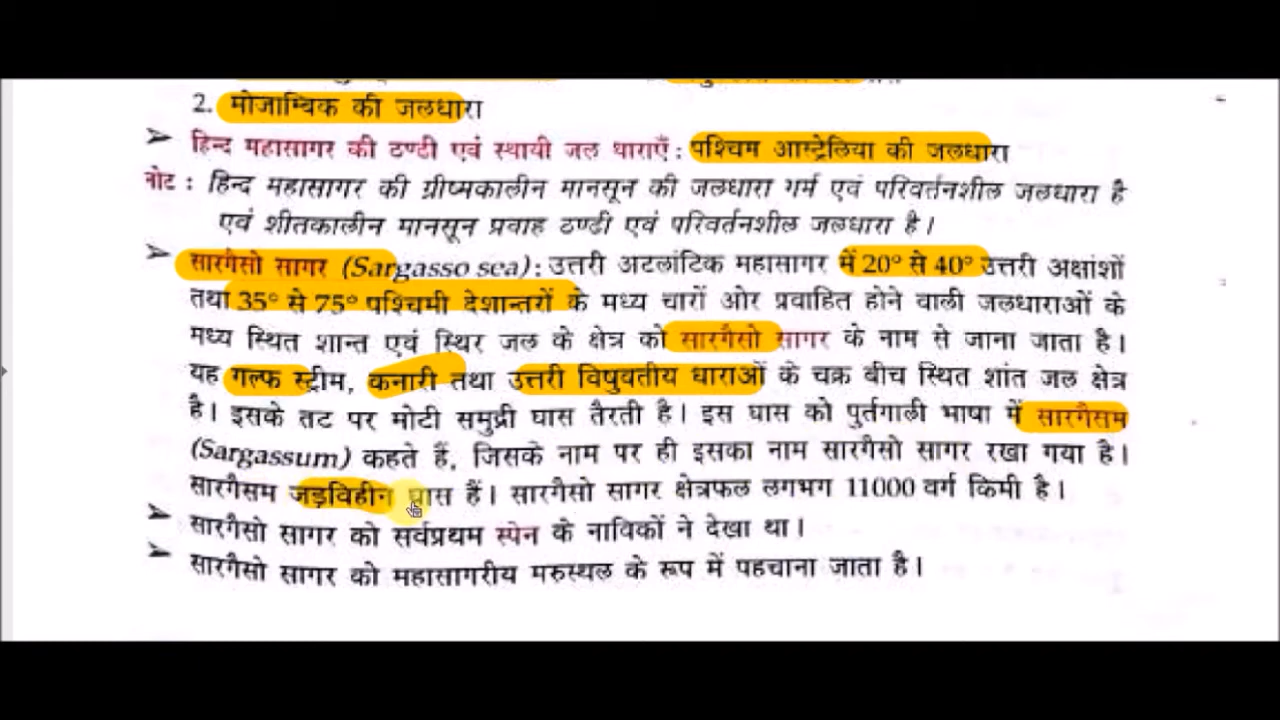 2. मोजाम्बिक की जलधारा
➢ हिन्द महासागर की ठण्टी एवं स्थायी जल धाराएँ : पश्चिम आस्ट्रेलिया की जलधारा
नोट : हिन्द महासागर की ग्रीष्मकालीन मानसून की जलधारा गर्म एवं परिवर्तनशील जलधारा है
एवं शीतकालीन मानसून प्रवाह ठण्डी एवं परिवर्तनशील जलधारा है।
➢ सारगैसो सागर (Sargasso sea) : उत्तरी अटलांटिक महासागर में 20° से 40° उत्तरी अक्षांशों
तथा 35° से 75° पश्चिमी देशान्तरों के मध्य चारों ओर प्रवाहित होने वाली जलधाराओं के
मध्य स्थित शान्त एवं स्थिर जल के क्षेत्र को सारगैसो सागर के नाम से जाना जाता है।
यह गल्फ स्ट्रीम, कनारी तथा उत्तरी विषुवतीय धाराओं के चक्र बीच स्थित शांत जल क्षेत्र
है। इसके तट पर मोटी समुद्री घास तैरती है। इस घास को पुर्तगाली भाषा में सारगैसम
(Sargassum) कहते हैं, जिसके नाम पर ही इसका नाम सारगैसो सागर रखा गया है।
सारगैसम जड़विहीन घास हैं। सारगैसो सागर क्षेत्रफल लगभग 11000 वर्ग किमी है।
➢ सारगैसो सागर को सर्वप्रथम स्पेन के नाविकों ने देखा था।
➢ सारगैसो सागर को महासागरीय मरुस्थल के रूप में पहचाना जाता है।